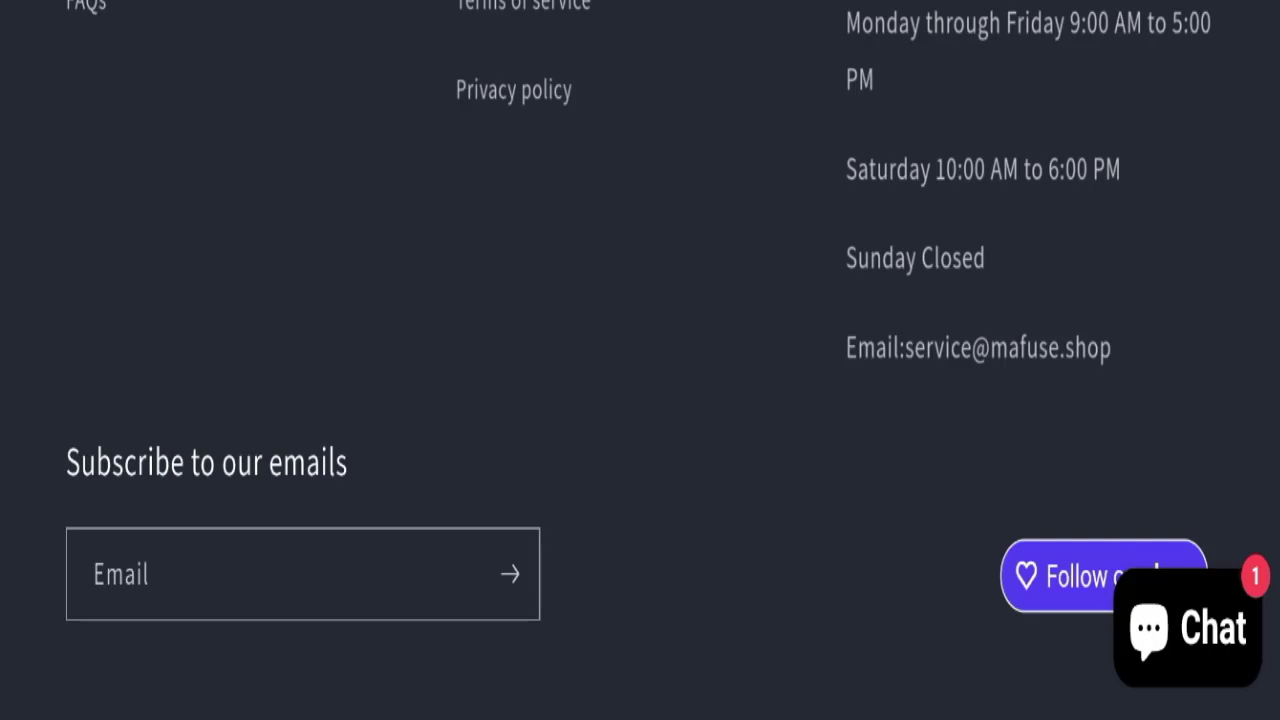 FAQs
Terms of service
Privacy policy
Monday through Friday 9:00 AM to 5:00
PM
Saturday 10:00 AM to 6:00 PM
Sunday Closed
Email:service@mafuse.shop
Subscribe to our emails
Email
Follow
1
Chat